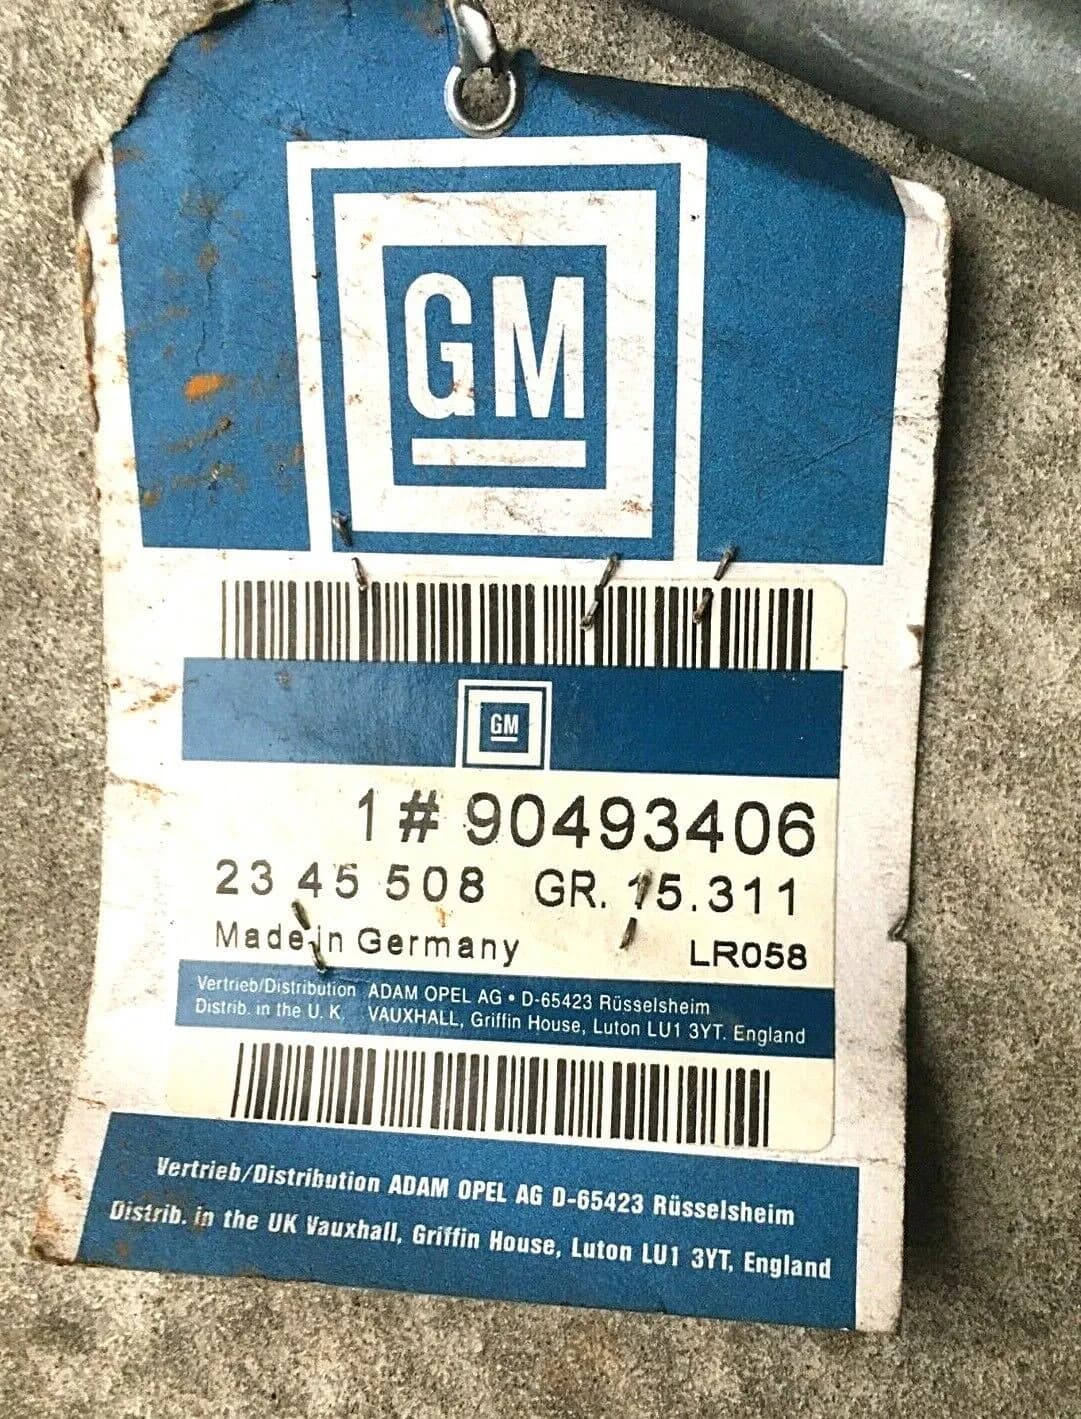 GM
GM
1 # 90493406
23 45 508 GR. 15.311
Made in Germany LR058
Vertrieb/Distribution ADAM OPEL AG • D-65423 Rüsselsheim
Distrib. in the U. K. VAUXHALL, Griffin House, Luton LU1 3YT. England
Vertrieb/Distribution ADAM OPEL AG D-65423 Rüsselsheim
Distrib. in the UK Vauxhall, Griffin House, Luton LU1 3YT, England